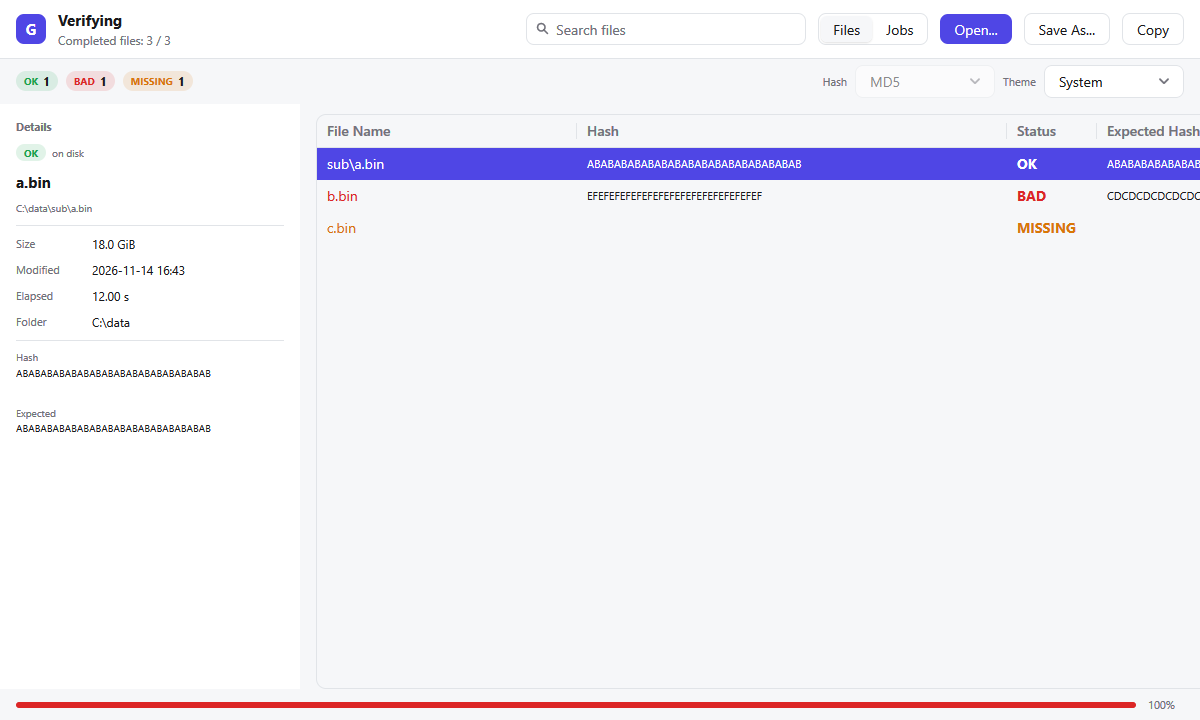 G
Verifying
Completed files: 3 / 3
Search files
Files
Jobs
Open...
Save As...
Copy
OK 1
BAD 1
MISSING 1
Hash
MD5
Theme
System
Details
OK on disk
a.bin
C:\data\sub\a.bin
Size 18.0 GiB
Modified 2026-11-14 16:43
Elapsed 12.00 s
Folder C:\data
Hash
ABABABABABABABABABABABABABABABAB
Expected
ABABABABABABABABABABABABABABABAB
File Name Hash Status Expected Hash
sub\a.bin ABABABABABABABABABABABABABABABAB OK ABABABABABABAB
b.bin EFEFEFEFEFEFEFEFEFEFEFEFEFEFEFEF BAD CDCDCDCDCDCDC
c.bin MISSING
100%